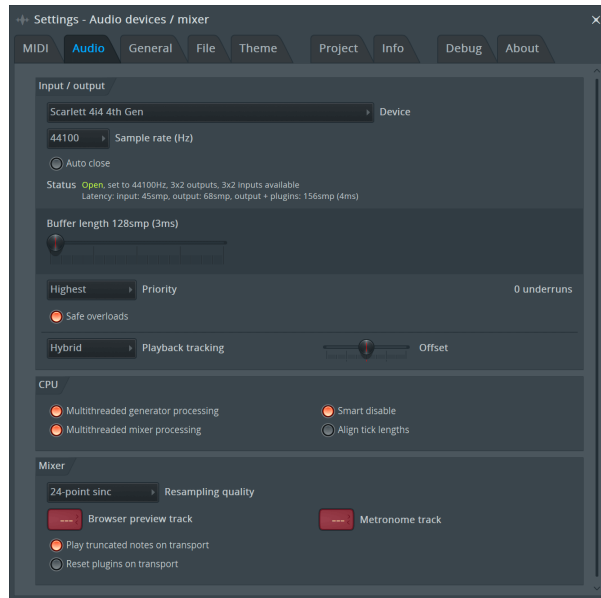 Settings - Audio devices / mixer
MIDI Audio General File Theme Project Info Debug About
Input / output
Scarlett 4i4 4th Gen Device
44100 Sample rate (Hz)
Auto close
Status Open, set to 44100Hz, 3x2 outputs, 3x2 inputs available
Latency: input: 45smp, output: 68smp, output + plugins: 156smp (4ms)
Buffer length 128smp (3ms)
Highest Priority 0 underruns
Safe overloads
Hybrid Playback tracking Offset
CPU
Multithreaded generator processing Smart disable
Multithreaded mixer processing Align tick lengths
Mixer
24-point sinc Resampling quality
--- Browser preview track --- Metronome track
Play truncated notes on transport
Reset plugins on transport